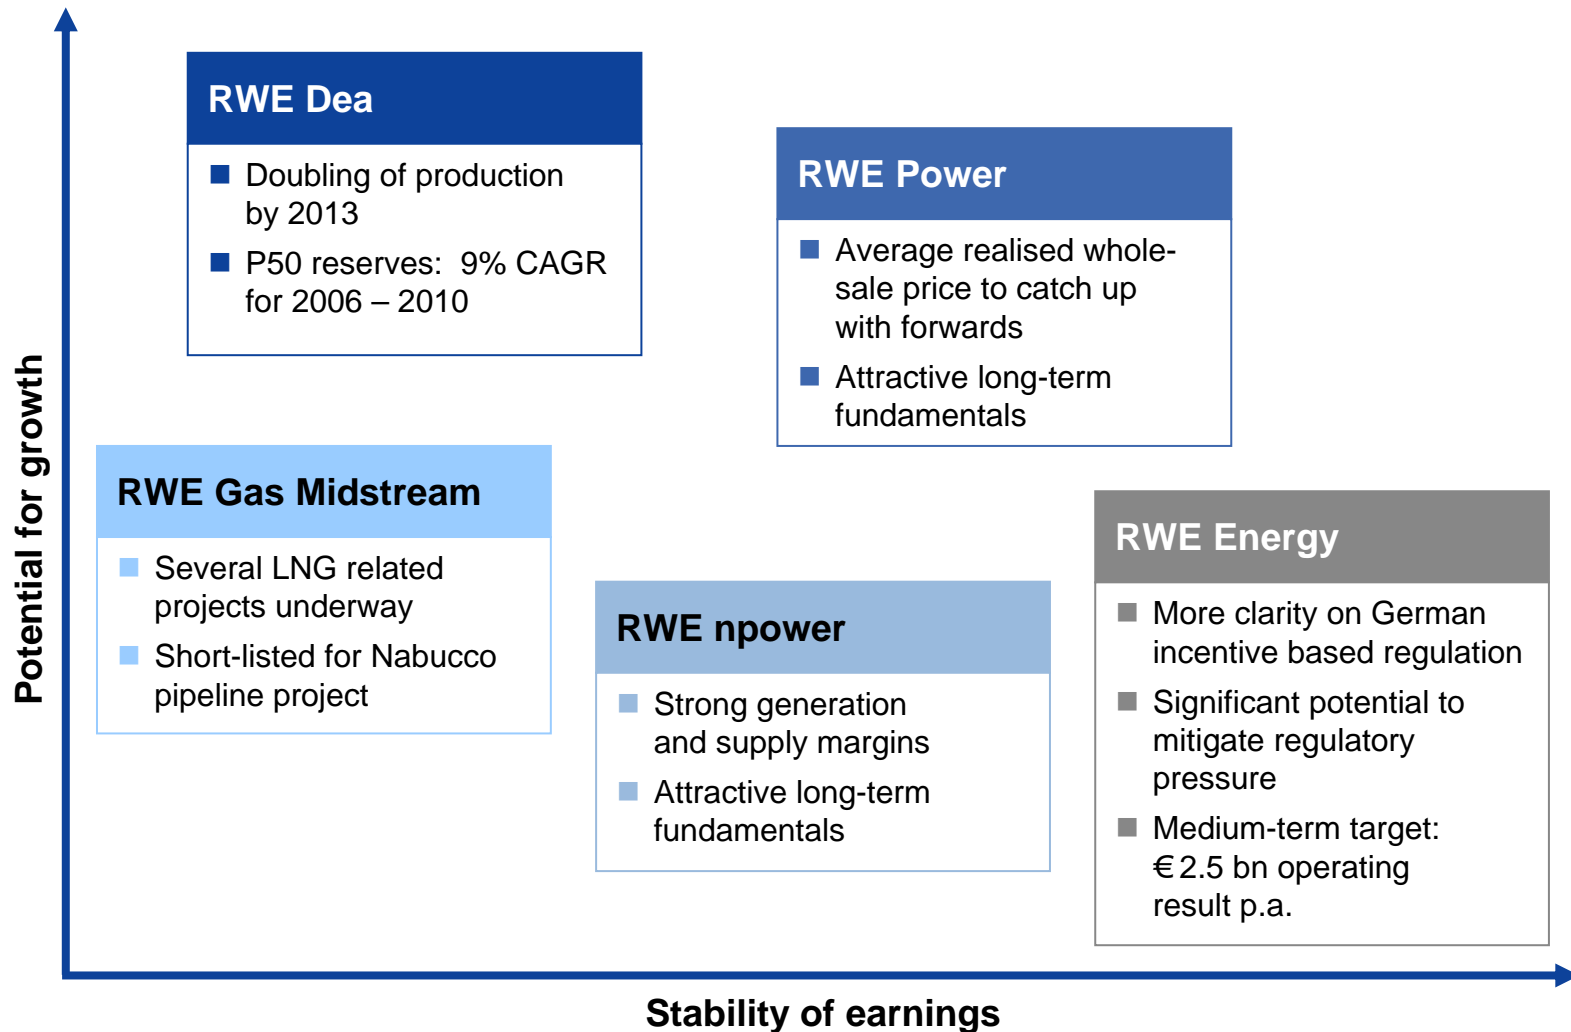 Potential for growth
RWE Dea
Doubling of production
by 2013
P50 reserves: 9% CAGR
for 2006 – 2010
RWE Power
Average realised whole-
sale price to catch up
with forwards
Attractive long-term
fundamentals
RWE Gas Midstream
Several LNG related
projects underway
Short-listed for Nabucco
pipeline project
RWE npower
Strong generation
and supply margins
Attractive long-term
fundamentals
RWE Energy
More clarity on German
incentive based regulation
Significant potential to
mitigate regulatory
pressure
Medium-term target:
€ 2.5 bn operating
result p.a.
Stability of earnings